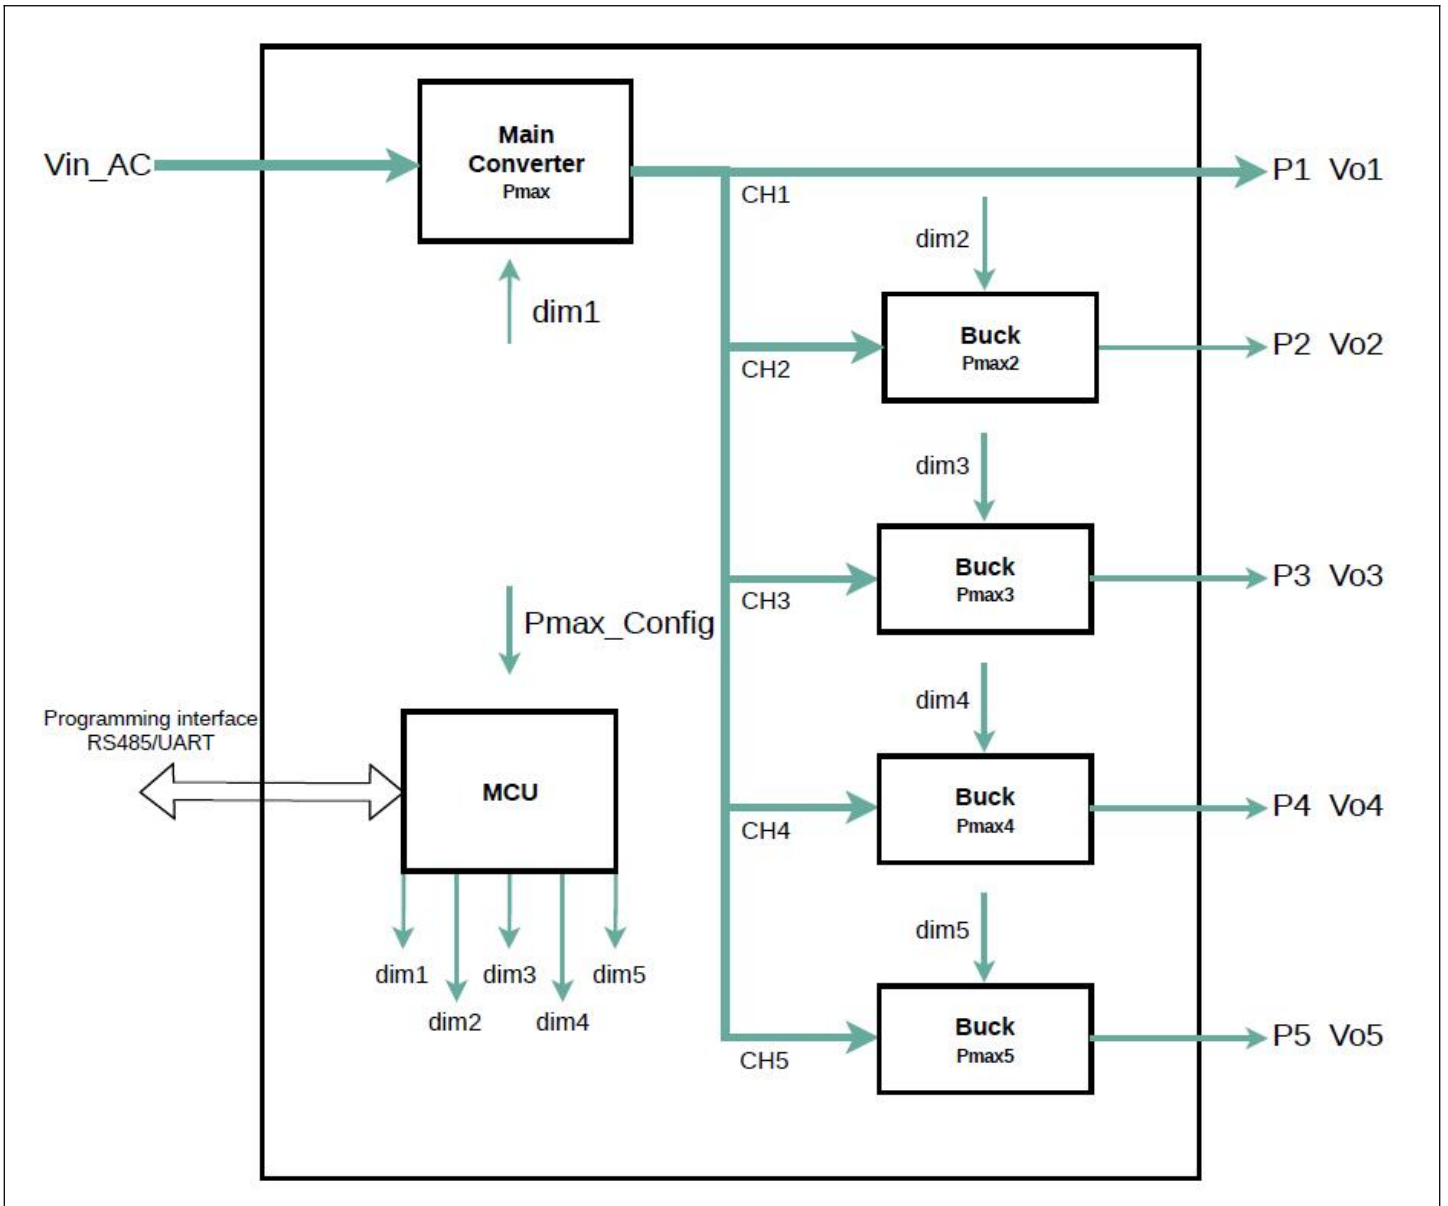 Main
Converter
Pmax
Vin_AC
CH1
P1 Vo1
dim1
dim2
Buck
Pmax2
CH2
P2 Vo2
dim3
Buck
Pmax3
CH3
P3 Vo3
Pmax_Config
dim4
Programming interface
RS485/UART
MCU
Buck
Pmax4
CH4
P4 Vo4
dim5
dim1
dim3
dim5
dim2
dim4
Buck
Pmax5
CH5
P5 Vo5